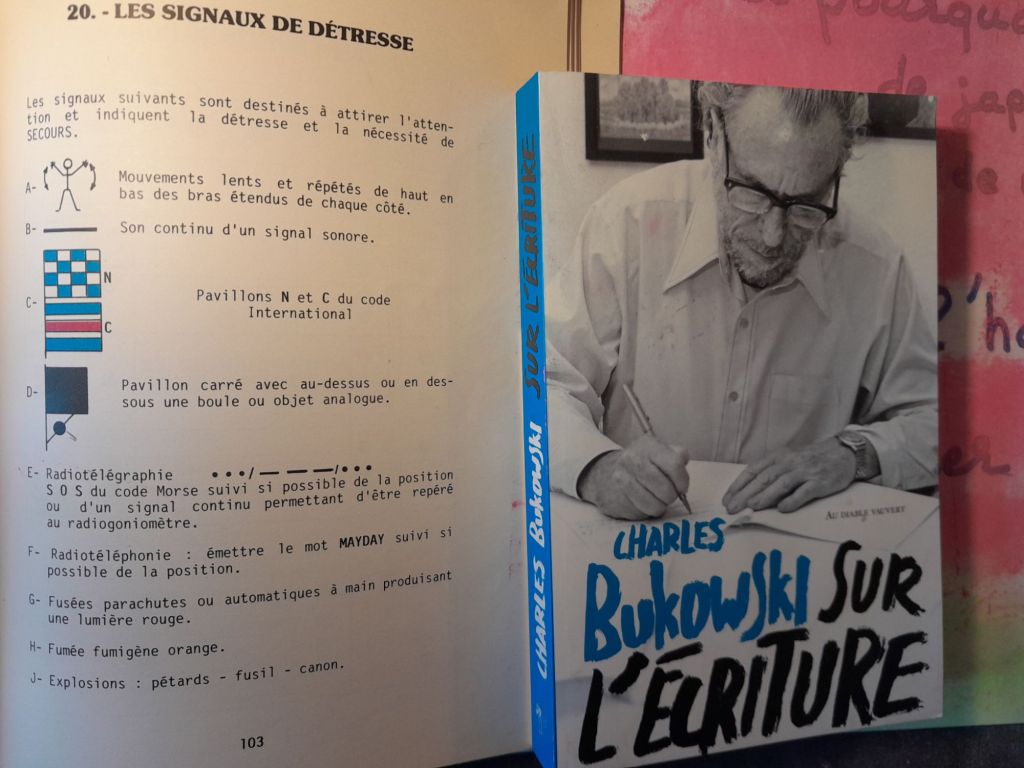 20. - LES SIGNAUX DE DÉTRESSE
Les signaux suivants sont destinés à attirer l'atten-
tion et indiquent la détresse et la nécessité de
SECOURS.
A- Mouvements lents et répétés de haut en
bas des bras étendus de chaque côté.
B- Son continu d'un signal sonore.
N
C- Pavillons N et C du code
International
C
D- Pavillon carré avec au-dessus ou en des-
sous une boule ou objet analogue.
E- Radiotélégraphie •••/— — —/•••
S O S du code Morse suivi si possible de la position
ou d'un signal continu permettant d'être repéré
au radiogoniomètre.
F- Radiotéléphonie : émettre le mot MAYDAY suivi si
possible de la position.
G- Fusées parachutes ou automatiques à main produisant
une lumière rouge.
H- Fumée fumigène orange.
J- Explosions : pétards - fusil - canon.
103
CHARLES BUKOWSKI SUR L'ÉCRITURE
AU DIABLE VAUVERT
CHARLES
BUKOWSKI SUR
L'ÉCRITURE
pourquoi
de jap
de